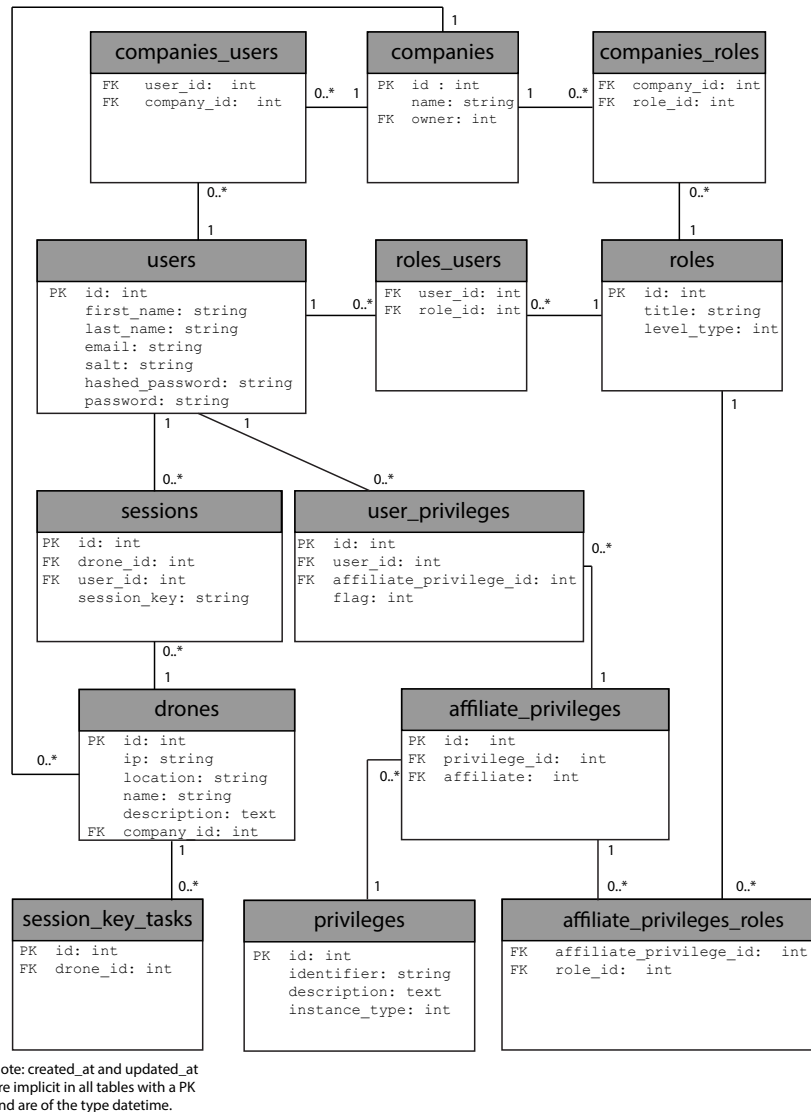 1
companies_users
FK user_id: int
FK company_id: int
0..*
1
companies
PK id : int
name: string
FK owner: int
1
0..*
companies_roles
FK company_id: int
FK role_id: int
0..*
1
0..*
1
users
PK id: int
first_name: string
last_name: string
email: string
salt: string
hashed_password: string
password: string
1
0..*
roles_users
FK user_id: int
FK role_id: int
0..*
1
roles
PK id: int
title: string
level_type: int
1
1
1
0..*
0..*
sessions
PK id: int
FK drone_id: int
FK user_id: int
session_key: string
user_privileges
PK id: int
FK user_id: int
FK affiliate_privilege_id: int
flag: int
0..*
0..*
1
1
drones
PK id: int
ip: string
location: string
name: string
description: text
FK company_id: int
0..*
affiliate_privileges
PK id: int
FK privilege_id: int
FK affiliate: int
0..*
1
1
0..*
1
0..*
0..*
session_key_tasks
PK id: int
FK drone_id: int
privileges
PK id: int
identifier: string
description: text
instance_type: int
affiliate_privileges_roles
FK affiliate_privilege_id: int
FK role_id: int
ote: created_at and updated_at
re implicit in all tables with a PK
nd are of the type datetime.